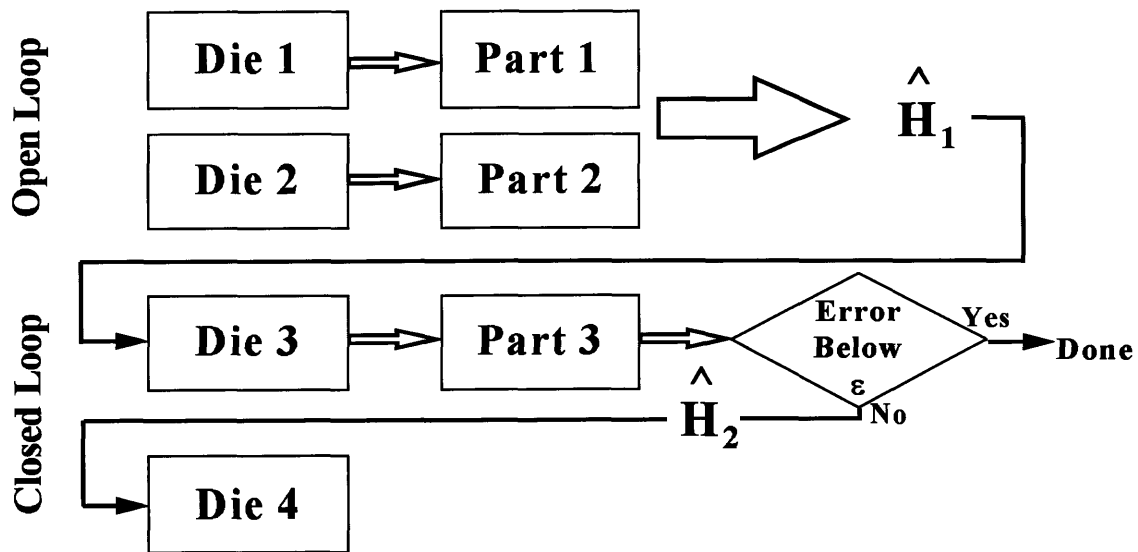 Open Loop
Die 1
Part 1
Die 2
Part 2
Ĥ₁
Closed Loop
Die 3
Part 3
Error
Below
ε
Yes
Done
No
Ĥ₂
Die 4